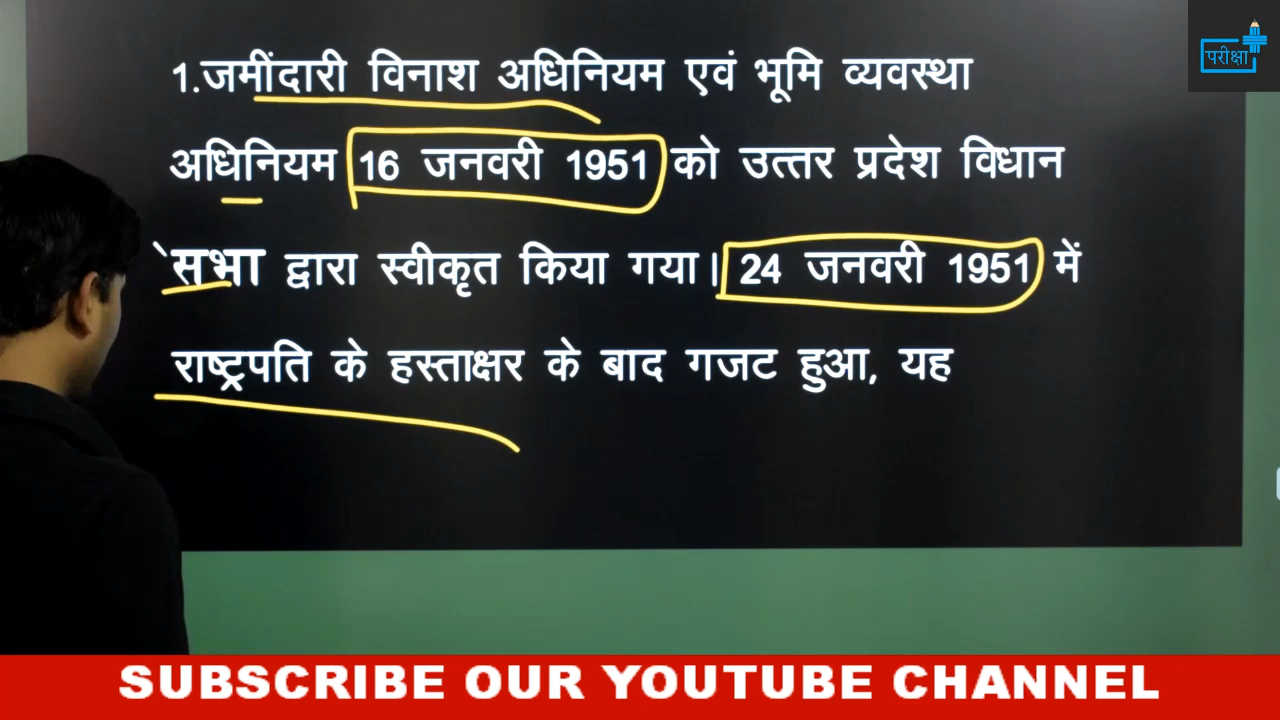 परीक्षा
1.जमींदारी विनाश अधिनियम एवं भूमि व्यवस्था
अधिनियम 16 जनवरी 1951 को उत्तर प्रदेश विधान
सभा द्वारा स्वीकृत किया गया। 24 जनवरी 1951 में
राष्ट्रपति के हस्ताक्षर के बाद गजट हुआ, यह
SUBSCRIBE OUR YOUTUBE CHANNEL